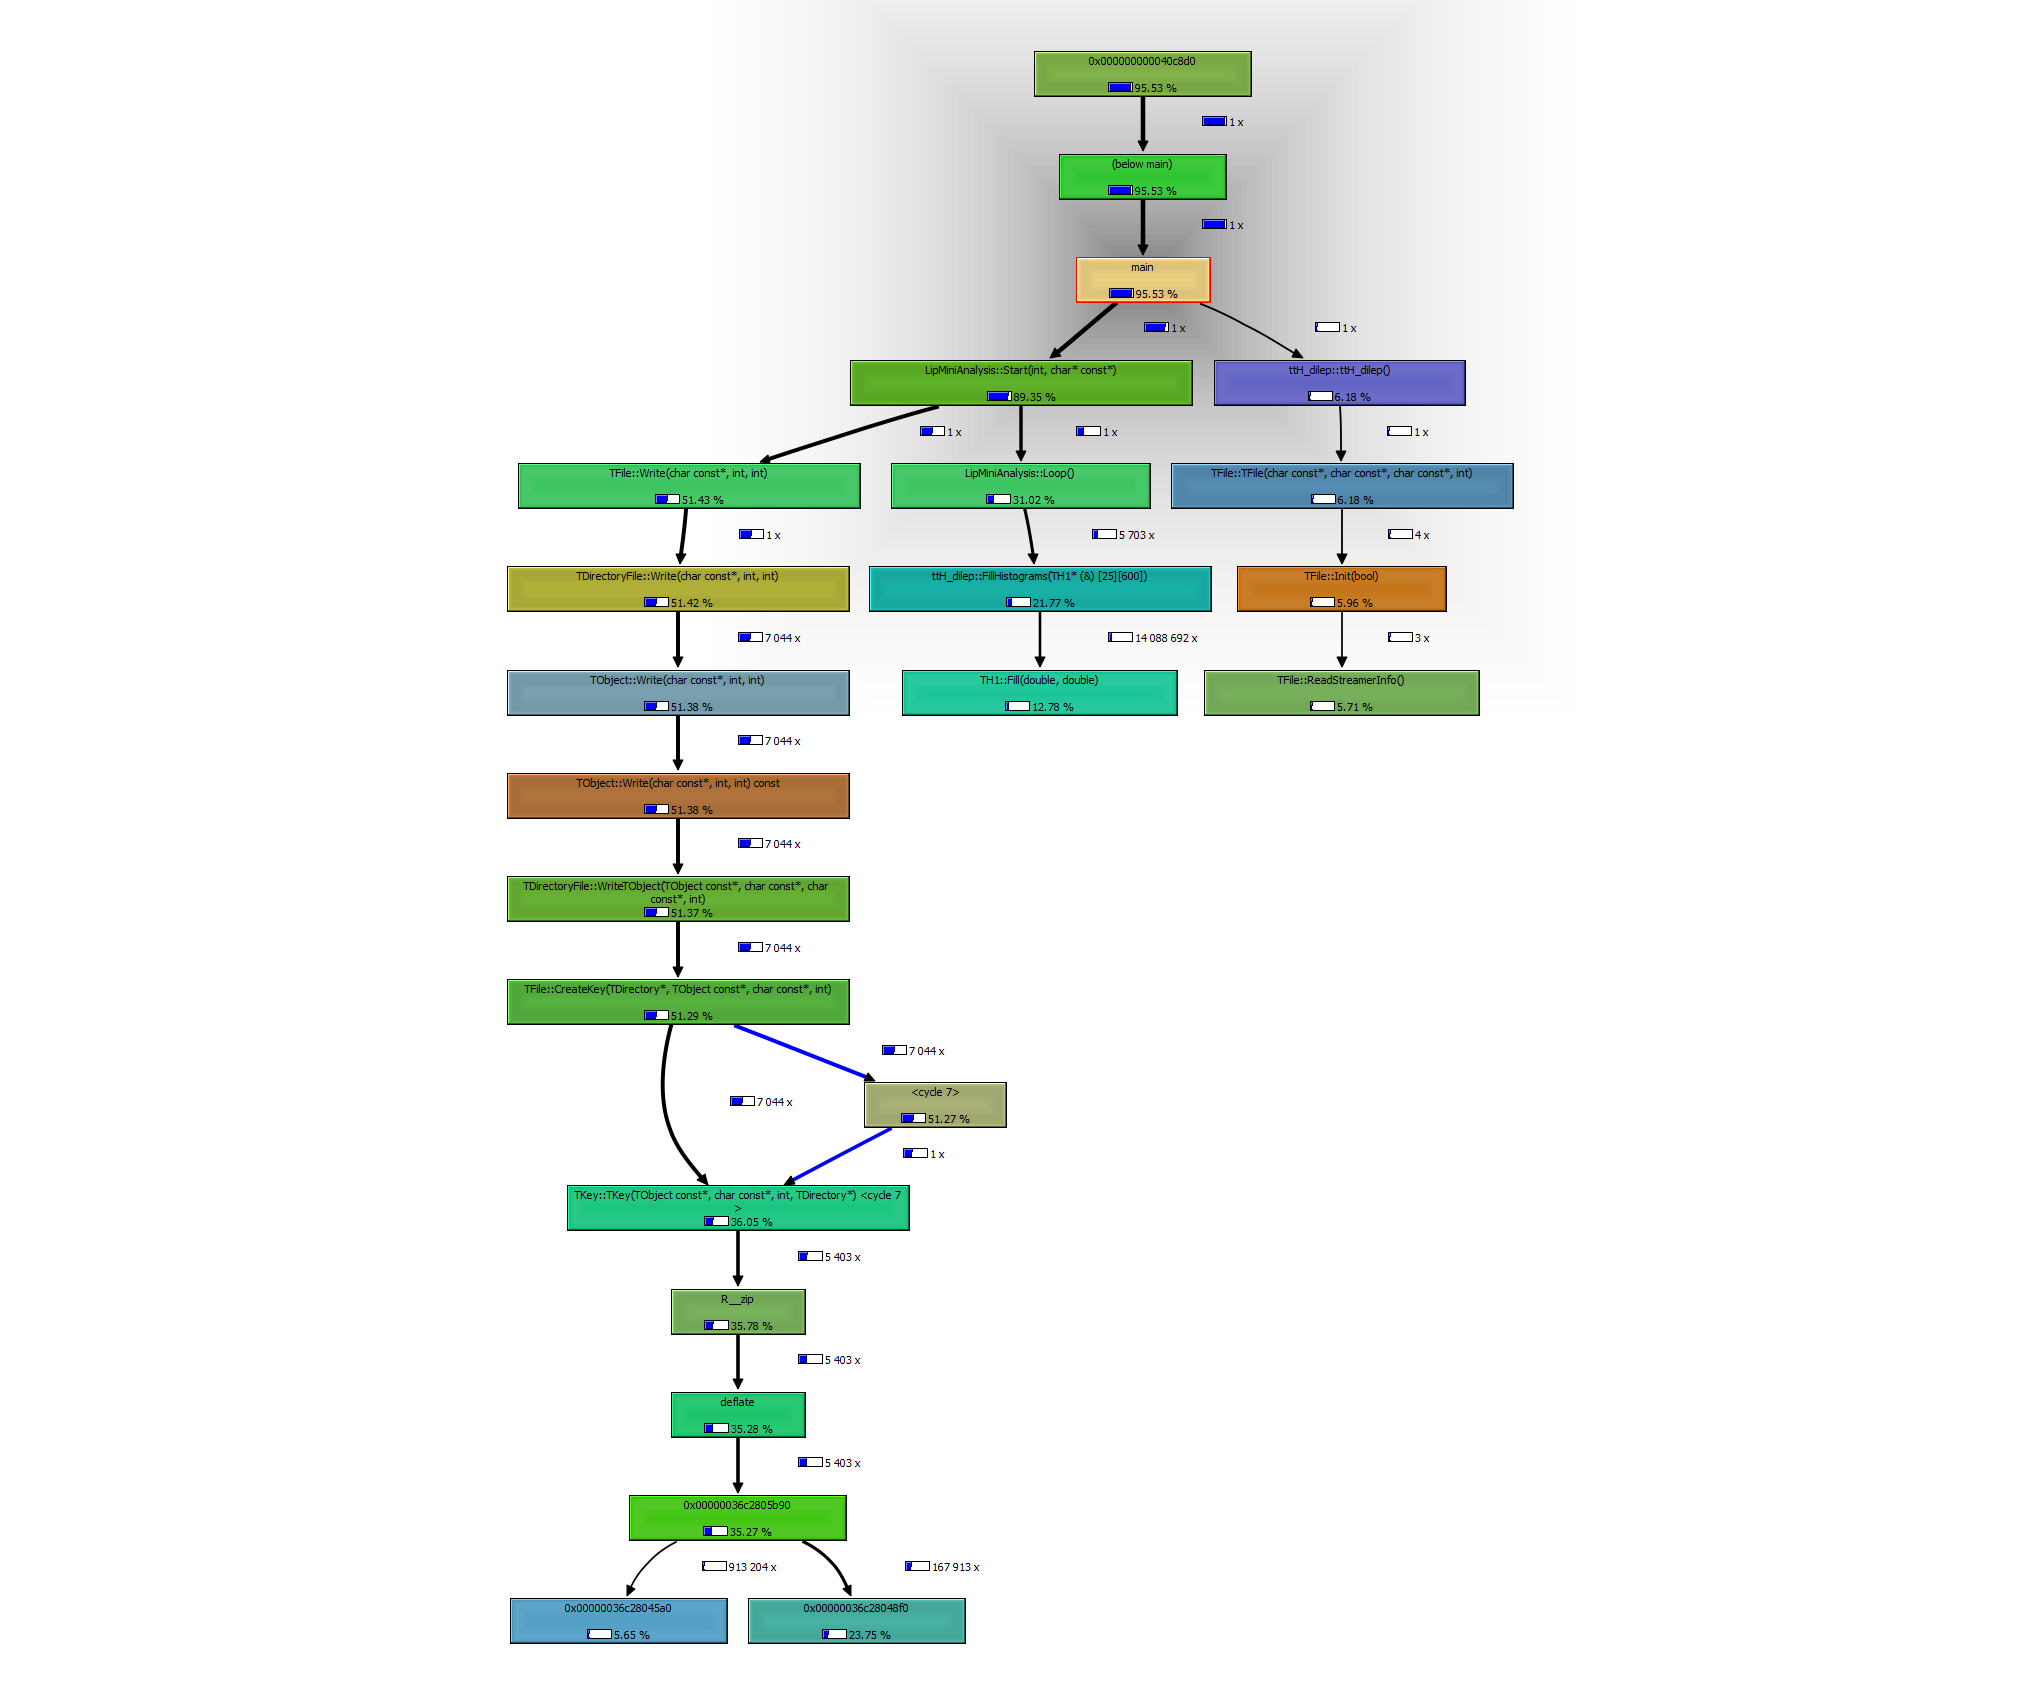 0x000000000040c8d0
95.53 %
1 x
(below main)
95.53 %
1 x
main
95.53 %
1 x
1 x
LipMiniAnalysis::Start(int, char* const*)
89.35 %
ttH_dilep::ttH_dilep()
6.18 %
1 x
1 x
1 x
TFile::Write(char const*, int, int)
51.43 %
LipMiniAnalysis::Loop()
31.02 %
TFile::TFile(char const*, char const*, char const*, int)
6.18 %
1 x
5 703 x
4 x
TDirectoryFile::Write(char const*, int, int)
51.42 %
ttH_dilep::FillHistograms(TH1* (&) [25][600])
21.77 %
TFile::Init(bool)
5.96 %
7 044 x
14 088 692 x
3 x
TObject::Write(char const*, int, int)
51.38 %
TH1::Fill(double, double)
12.78 %
TFile::ReadStreamerInfo()
5.71 %
7 044 x
TObject::Write(char const*, int, int) const
51.38 %
7 044 x
TDirectoryFile::WriteTObject(TObject const*, char const*, char
const*, int)
51.37 %
7 044 x
TFile::CreateKey(TDirectory*, TObject const*, char const*, int)
51.29 %
7 044 x
<cycle 7>
51.27 %
7 044 x
1 x
TKey::TKey(TObject const*, char const*, int, TDirectory*) <cycle 7
>
36.05 %
5 403 x
R__zip
35.78 %
5 403 x
deflate
35.28 %
5 403 x
0x00000036c2805b90
35.27 %
913 204 x
167 913 x
0x00000036c28045a0
5.65 %
0x00000036c28048f0
23.75 %